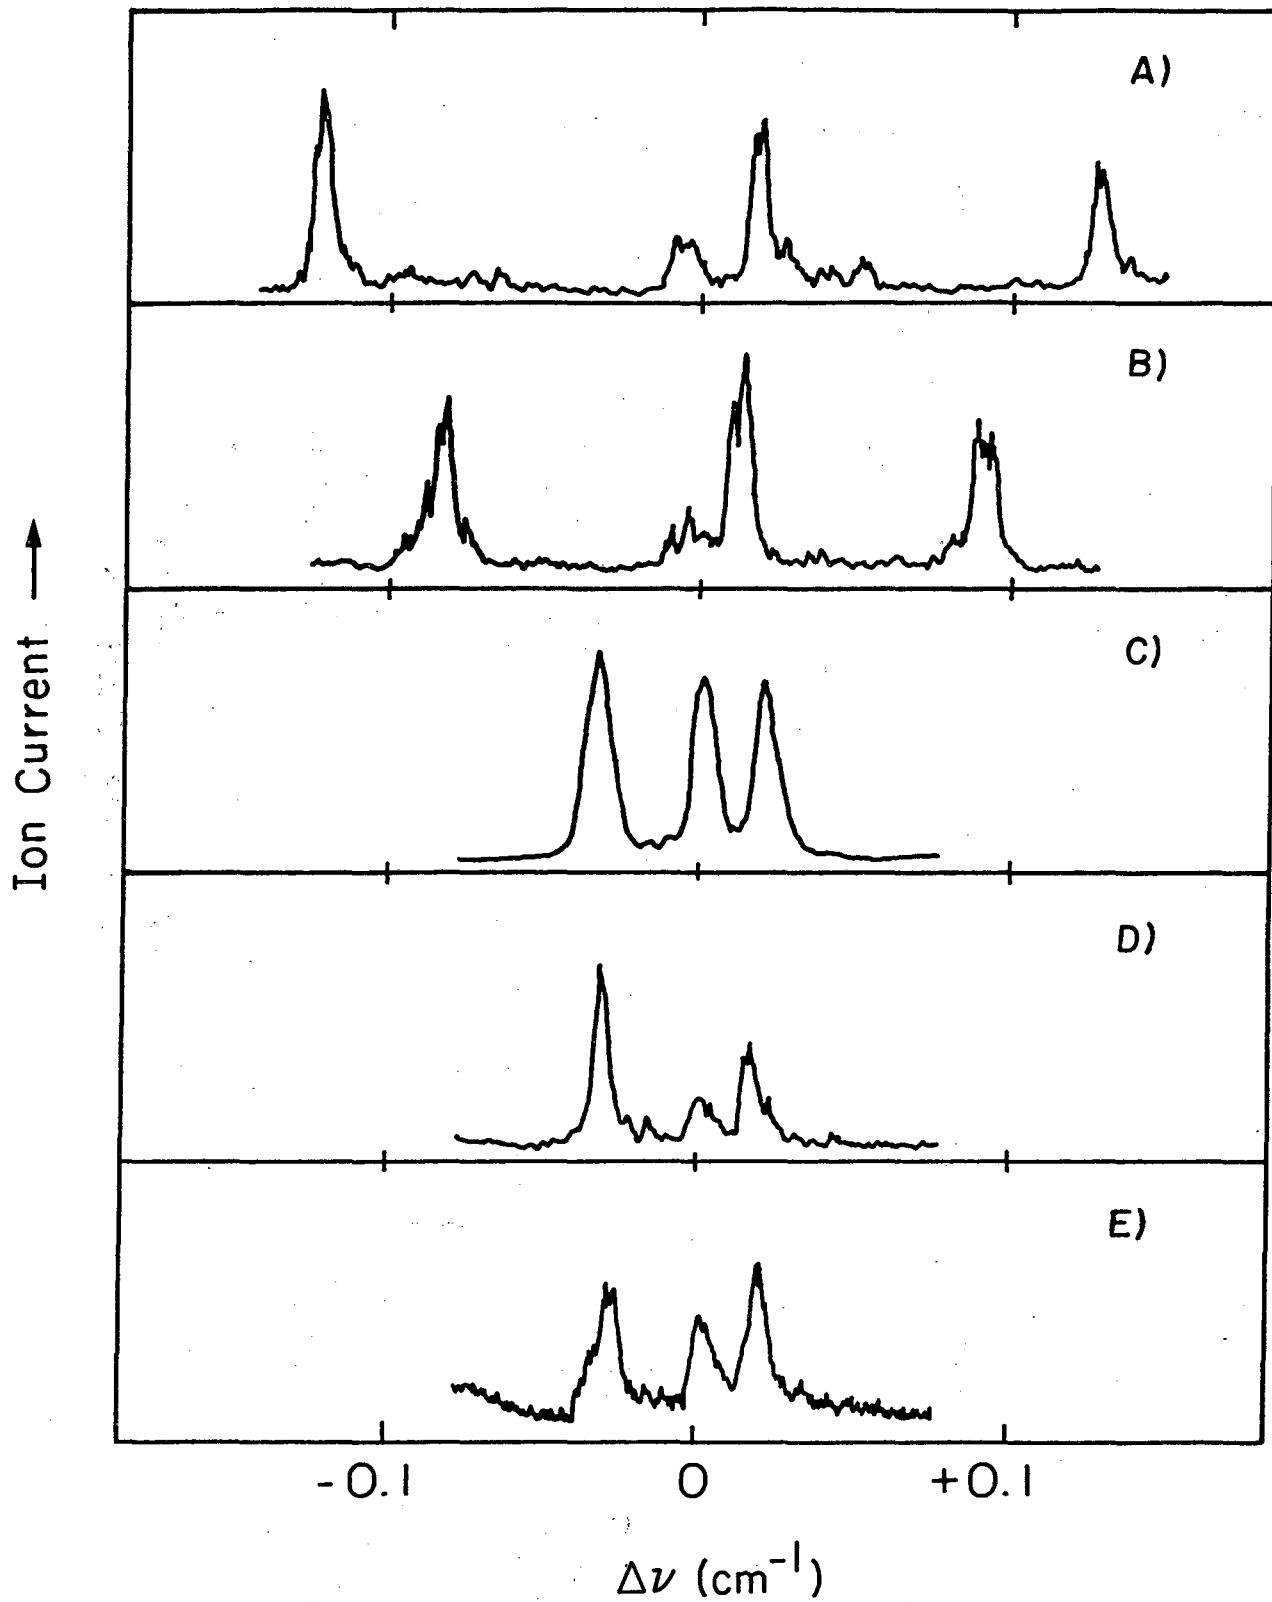 A)
B)
C)
D)
E)
Ion Current →
-0.1 0 +0.1
Δν (cm⁻¹)